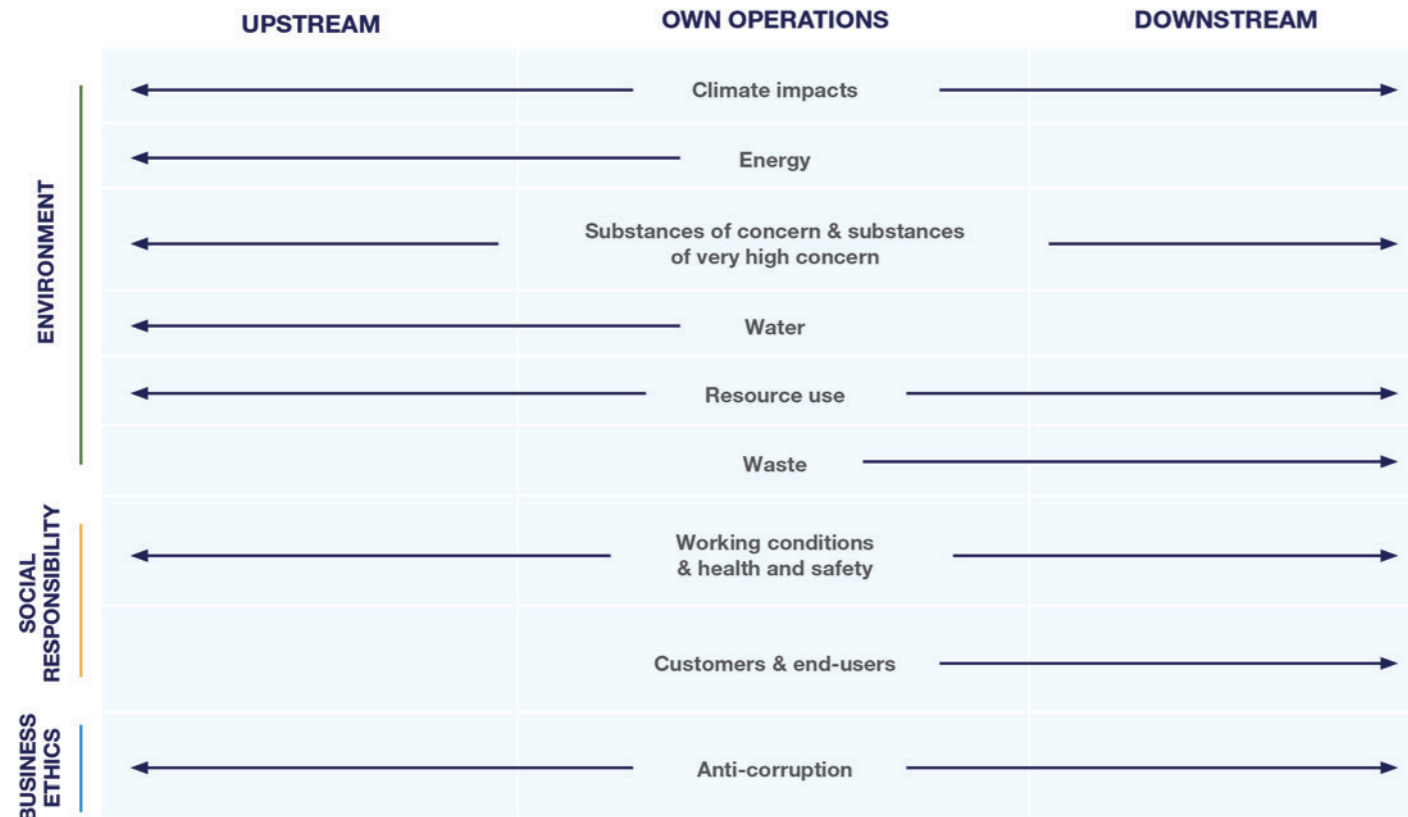 UPSTREAM
OWN OPERATIONS
DOWNSTREAM
ENVIRONMENT
Climate impacts
Energy
Substances of concern & substances
of very high concern
Water
Resource use
Waste
SOCIAL
RESPONSIBILITY
Working conditions
& health and safety
Customers & end-users
BUSINESS
ETHICS
Anti-corruption